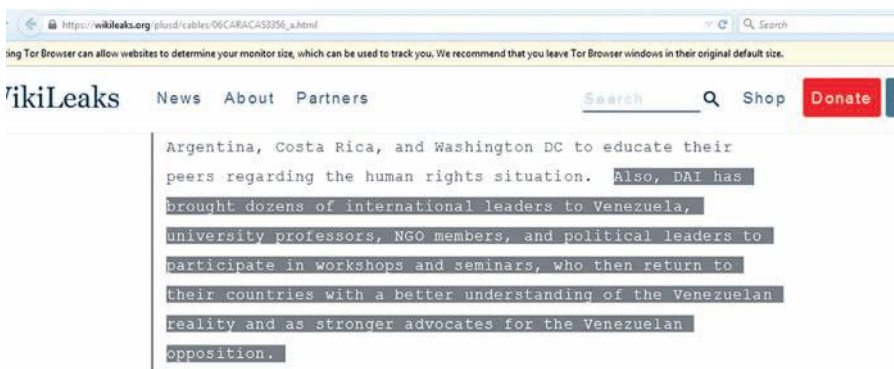 https://wikileaks.org/plusd/cables/06CARACAS3356_a.html
Search
ing Tor Browser can allow websites to determine your monitor size, which can be used to track you. We recommend that you leave Tor Browser windows in their original default size.
ikiLeaks News About Partners Search Shop Donate
Argentina, Costa Rica, and Washington DC to educate their
peers regarding the human rights situation. Also, DAI has
brought dozens of international leaders to Venezuela,
university professors, NGO members, and political leaders to
participate in workshops and seminars, who then return to
their countries with a better understanding of the Venezuelan
reality and as stronger advocates for the Venezuelan
opposition.